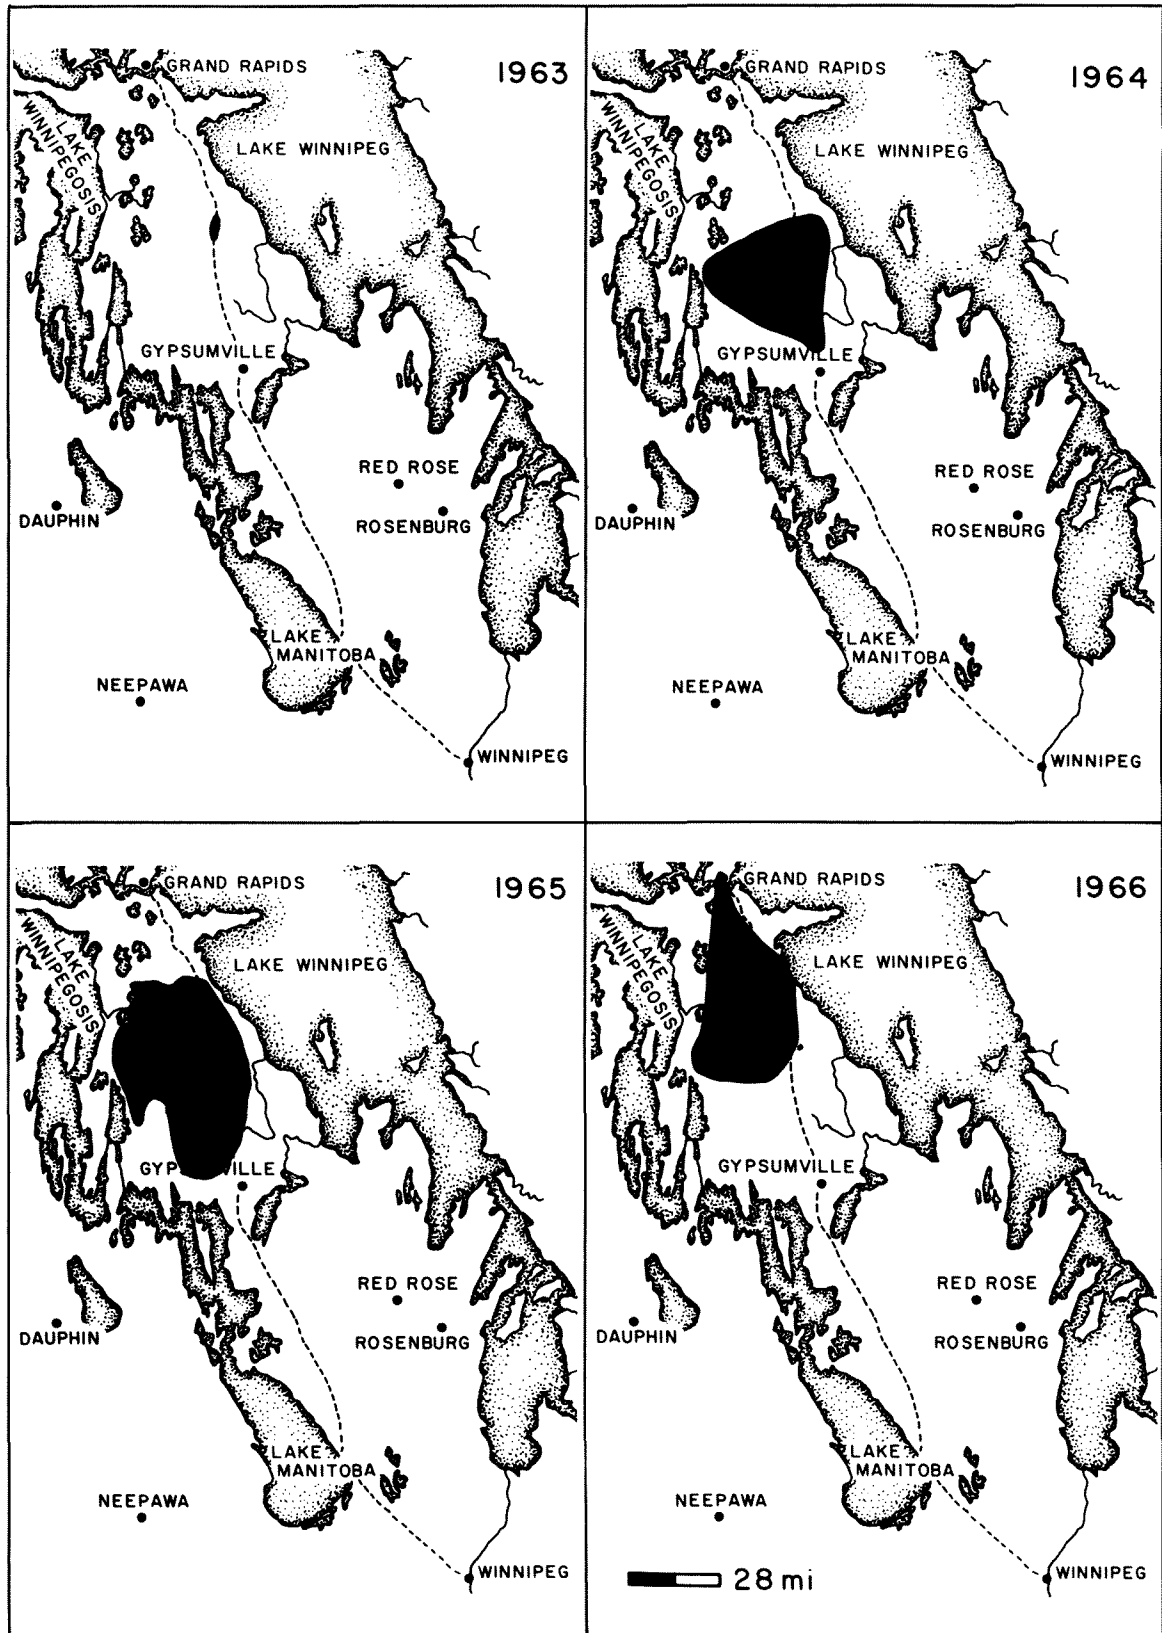 GRAND RAPIDS
1963
LAKE
WINNIPEGOSIS
LAKE WINNIPEG
GYPSUMVILLE
RED ROSE
DAUPHIN
ROSENBURG
LAKE
MANITOBA
NEEPAWA
WINNIPEG
GRAND RAPIDS
1964
LAKE
WINNIPEGOSIS
LAKE WINNIPEG
GYPSUMVILLE
RED ROSE
DAUPHIN
ROSENBURG
LAKE
MANITOBA
NEEPAWA
WINNIPEG
GRAND RAPIDS
1965
LAKE
WINNIPEGOSIS
LAKE WINNIPEG
GYPSUMVILLE
RED ROSE
DAUPHIN
ROSENBURG
LAKE
MANITOBA
NEEPAWA
WINNIPEG
GRAND RAPIDS
1966
LAKE
WINNIPEGOSIS
LAKE WINNIPEG
GYPSUMVILLE
RED ROSE
DAUPHIN
ROSENBURG
LAKE
MANITOBA
NEEPAWA
WINNIPEG
28 mi